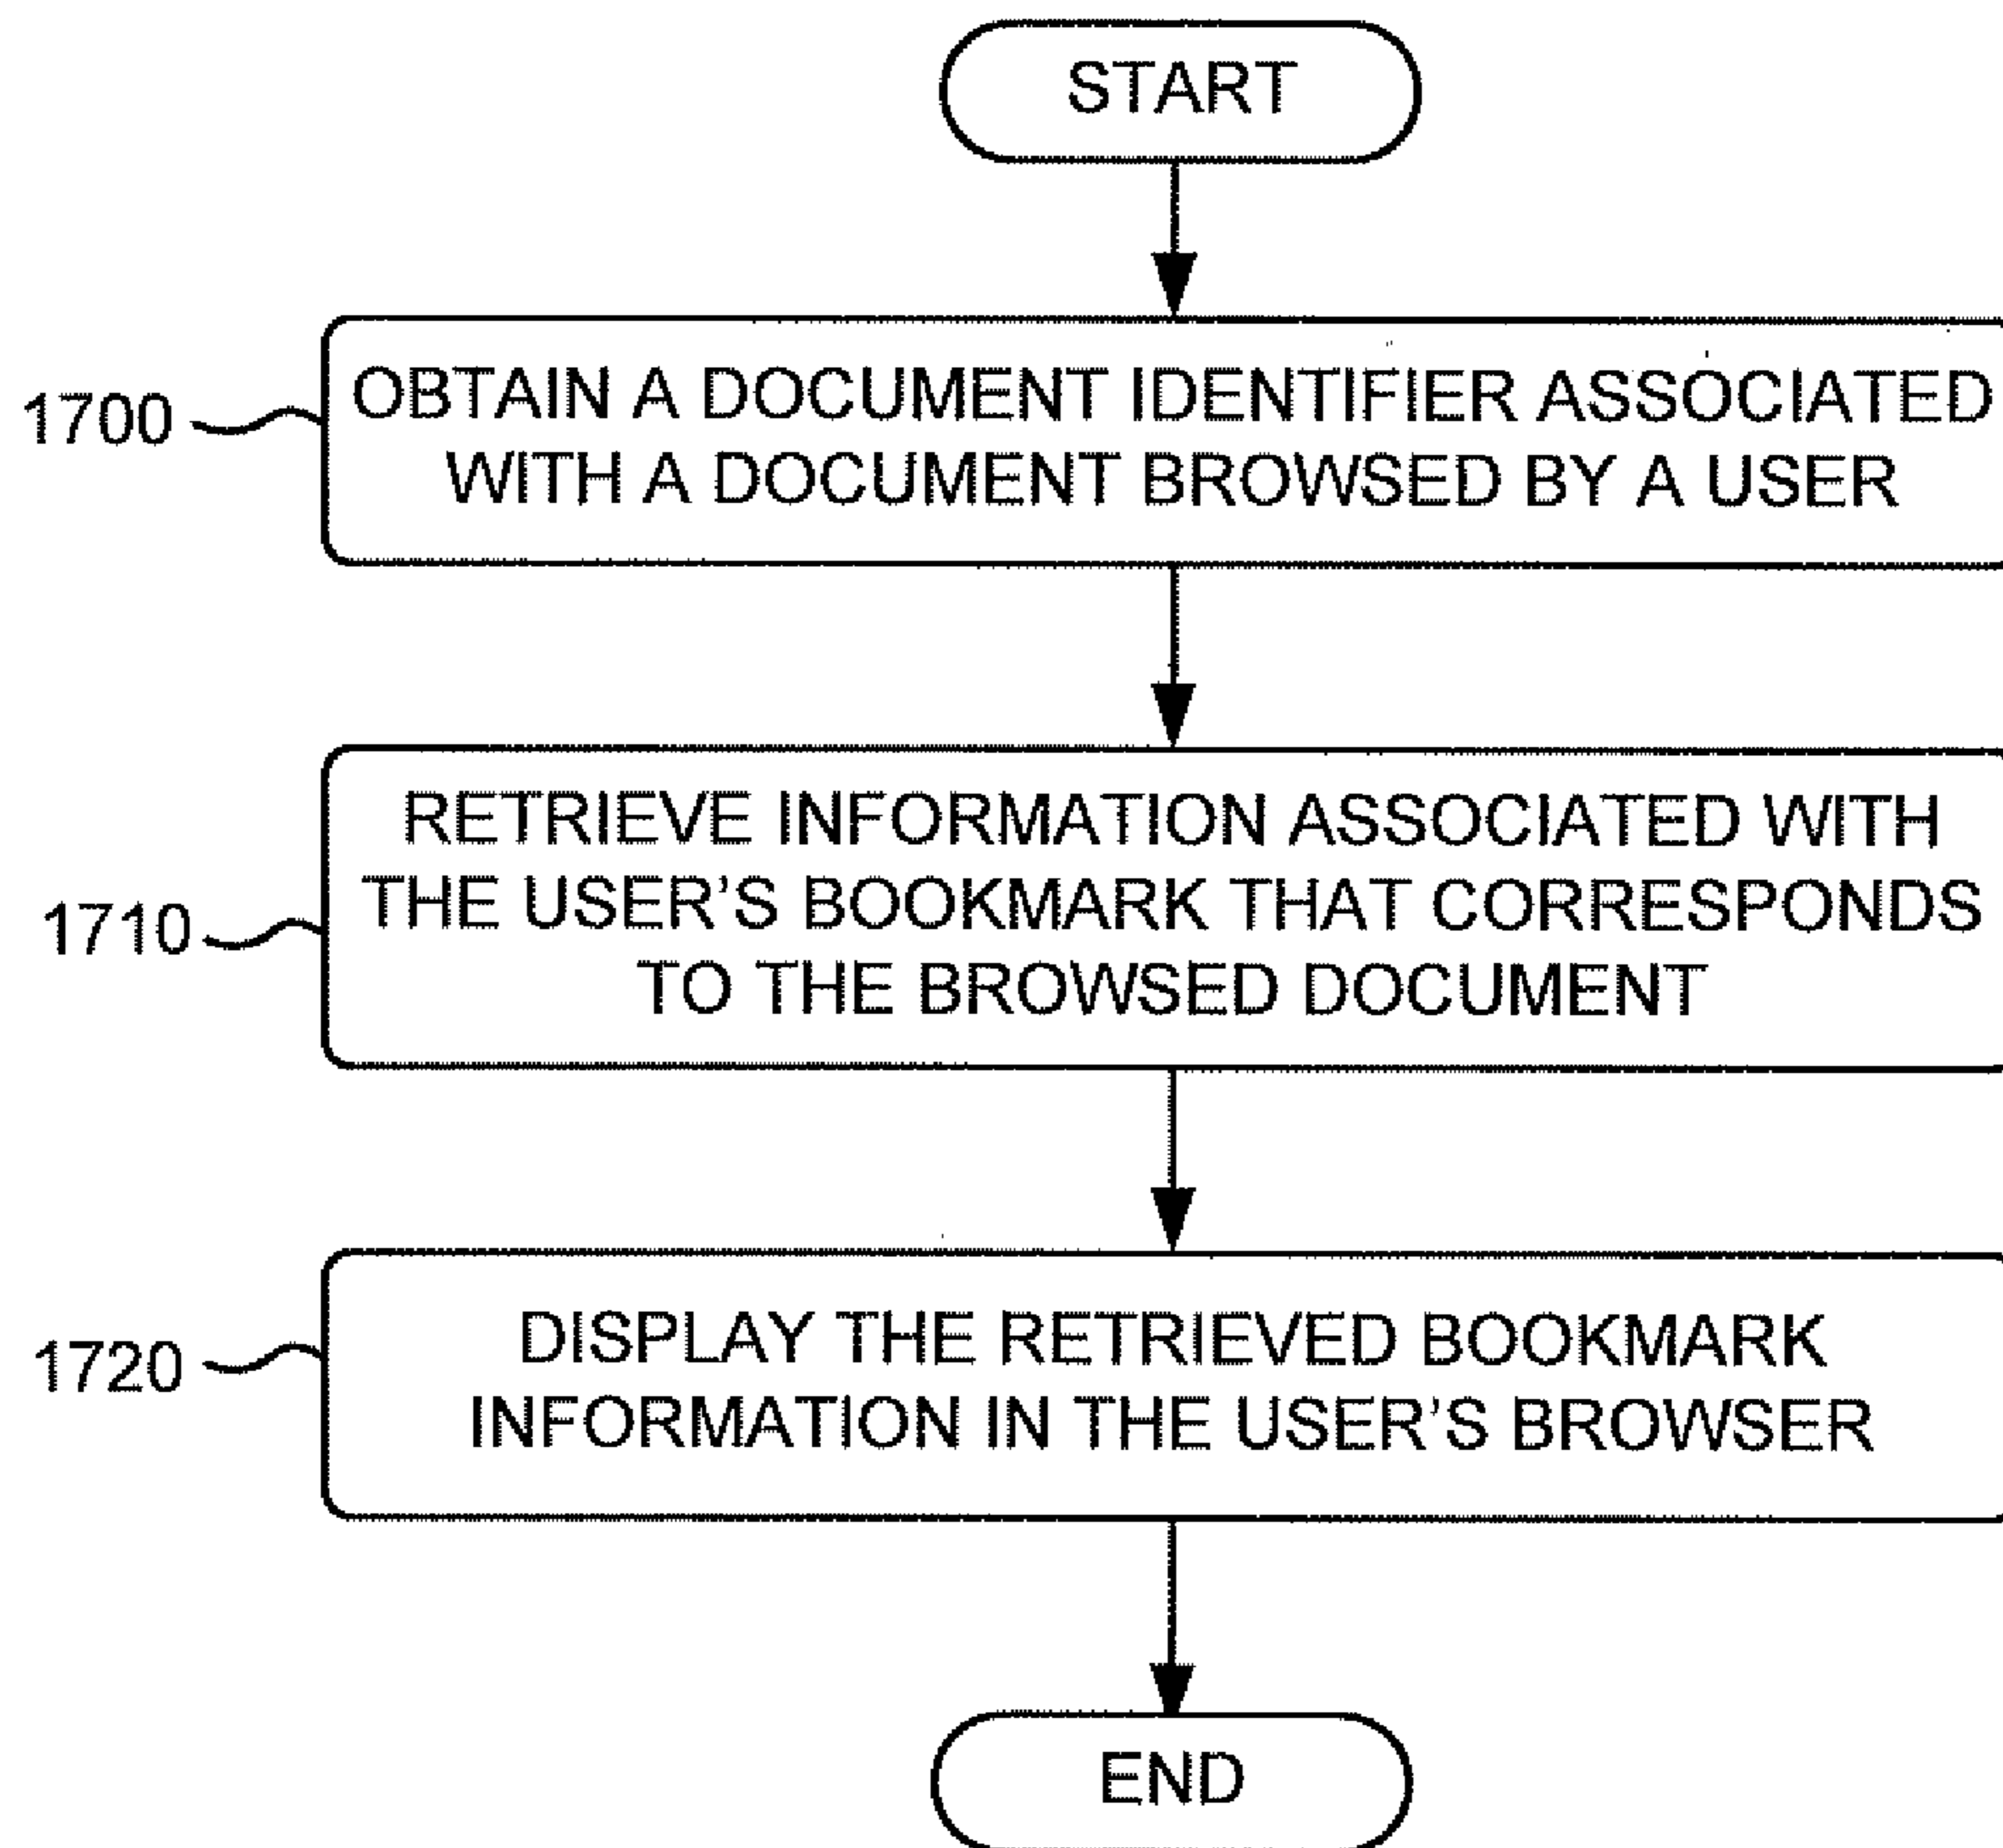 START
1700
OBTAIN A DOCUMENT IDENTIFIER ASSOCIATED
WITH A DOCUMENT BROWSED BY A USER
1710
RETRIEVE INFORMATION ASSOCIATED WITH
THE USER’S BOOKMARK THAT CORRESPONDS
TO THE BROWSED DOCUMENT
1720
DISPLAY THE RETRIEVED BOOKMARK
INFORMATION IN THE USER’S BROWSER
END